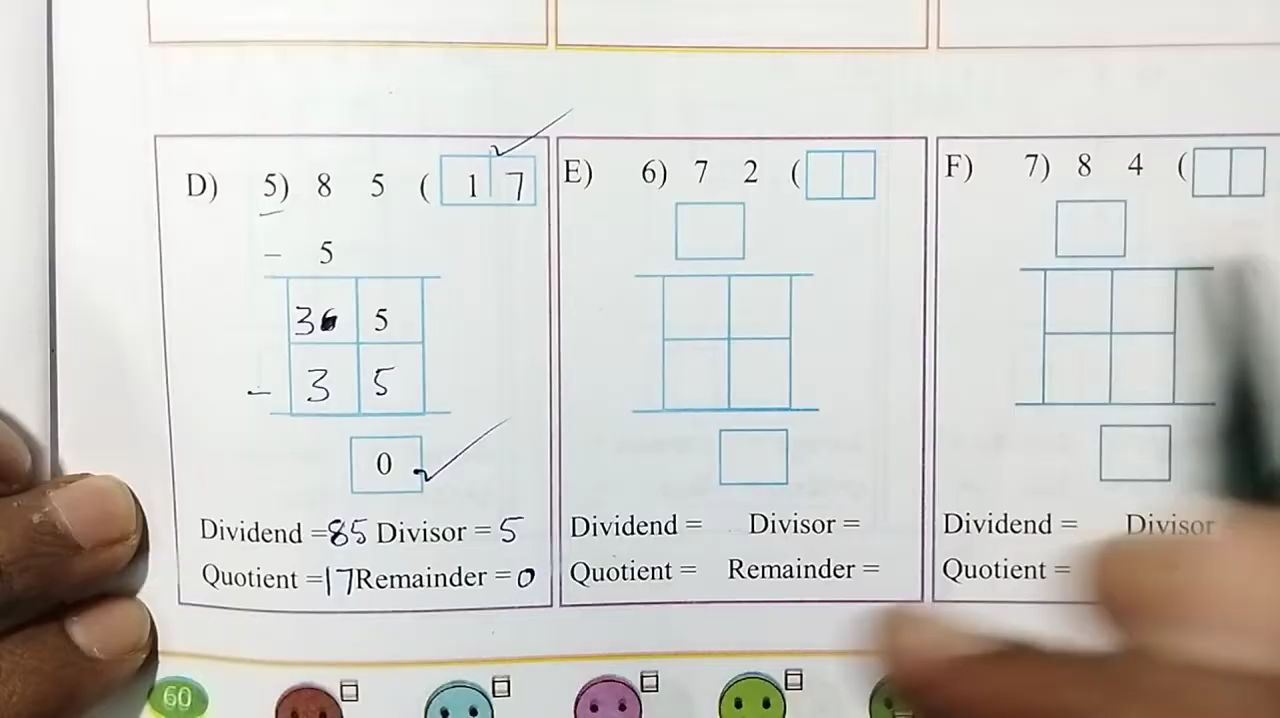 D) 5) 8 5 ( 1 7
– 5
3 5
– 3 5
0
Dividend =85 Divisor = 5
Quotient =17 Remainder = 0
E) 6) 7 2 (
Dividend = Divisor =
Quotient = Remainder =
F) 7) 8 4 (
Dividend = Divisor
Quotient =
60